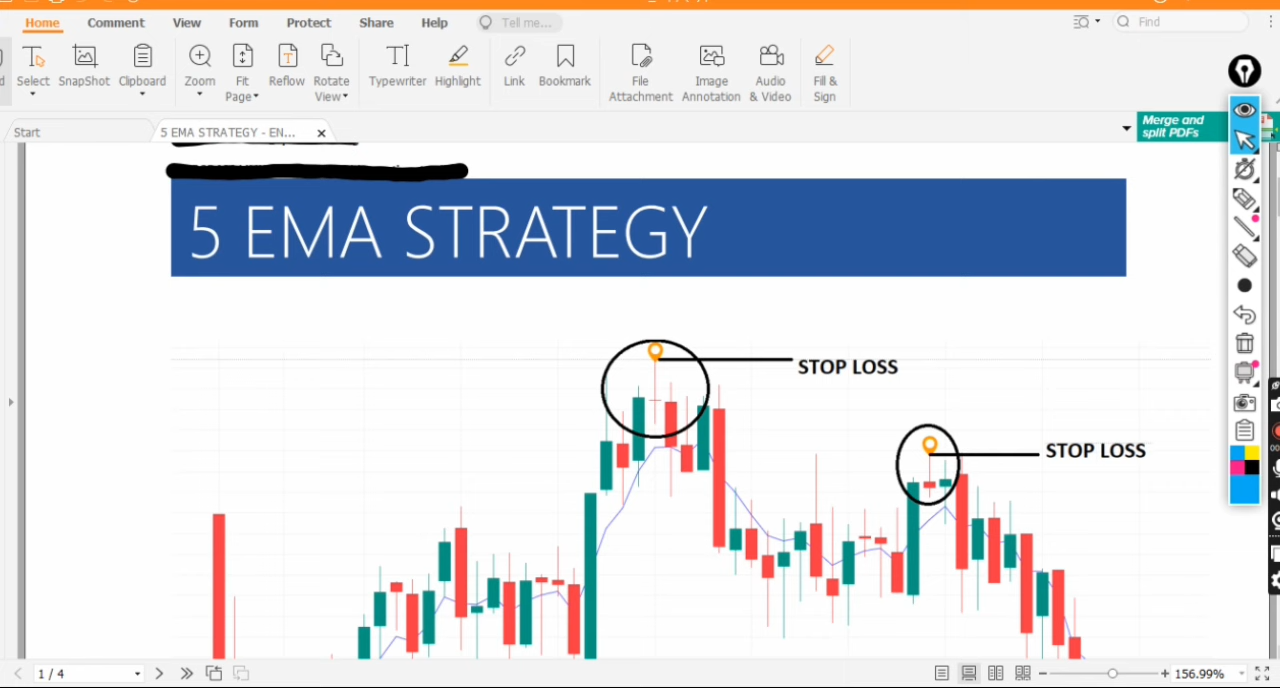 Home Comment View Form Protect Share Help Tell me... Find
Select SnapShot Clipboard Zoom Fit Page Reflow Rotate View Typewriter Highlight Link Bookmark File Attachment Image Annotation Audio & Video Fill & Sign
Start 5 EMA STRATEGY - EN... x
Merge and
split PDFs
5 EMA STRATEGY
STOP LOSS
STOP LOSS
1 / 4 156.99%